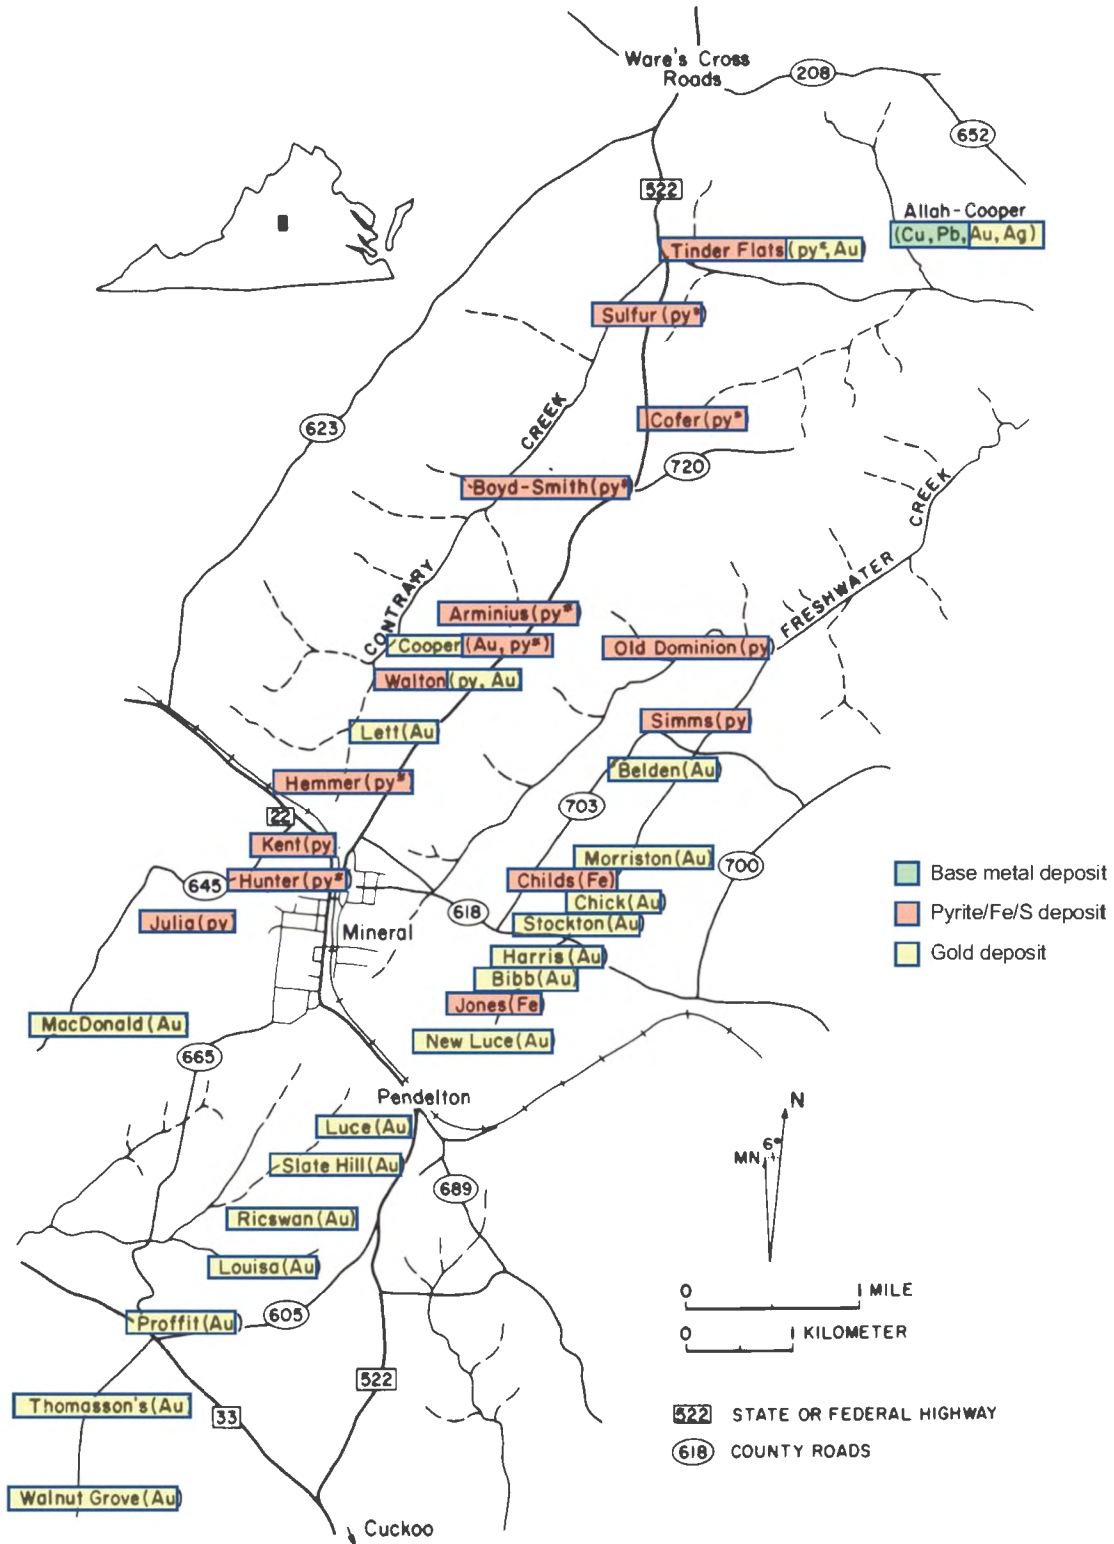 Ware's Cross
Roads
208
652
522
Allah-Cooper
(Cu, Pb, Au, Ag)
Tinder Flats (py*, Au)
Sulfur (py*)
623
CREEK
Cofer (py*)
720
Boyd-Smith (py*)
CREEK
CONTRARY
FRESHWATER
Arminius (py*)
Cooper (Au, py*)
Old Dominion (py)
Walton (py, Au)
Simms (py)
Lett (Au)
Belden (Au)
Hemmer (py*)
703
22
Kent (py)
Morriston (Au)
700
645
Hunter (py*)
Childs (Fe)
Base metal deposit
Chick (Au)
618
Julia (py)
Stockton (Au)
Pyrite/Fe/S deposit
Mineral
Harris (Au)
Gold deposit
Bibb (Au)
Jones (Fe)
MacDonald (Au)
New Luce (Au)
665
Pendelton
N
Luce (Au)
6°
MN
Slate Hill (Au)
689
Ricswan (Au)
Louisa (Au)
0 1 MILE
Proffit (Au)
605
0 1 KILOMETER
522
Thomasson's (Au)
33
522 STATE OR FEDERAL HIGHWAY
618 COUNTY ROADS
Walnut Grove (Au)
Cuckoo